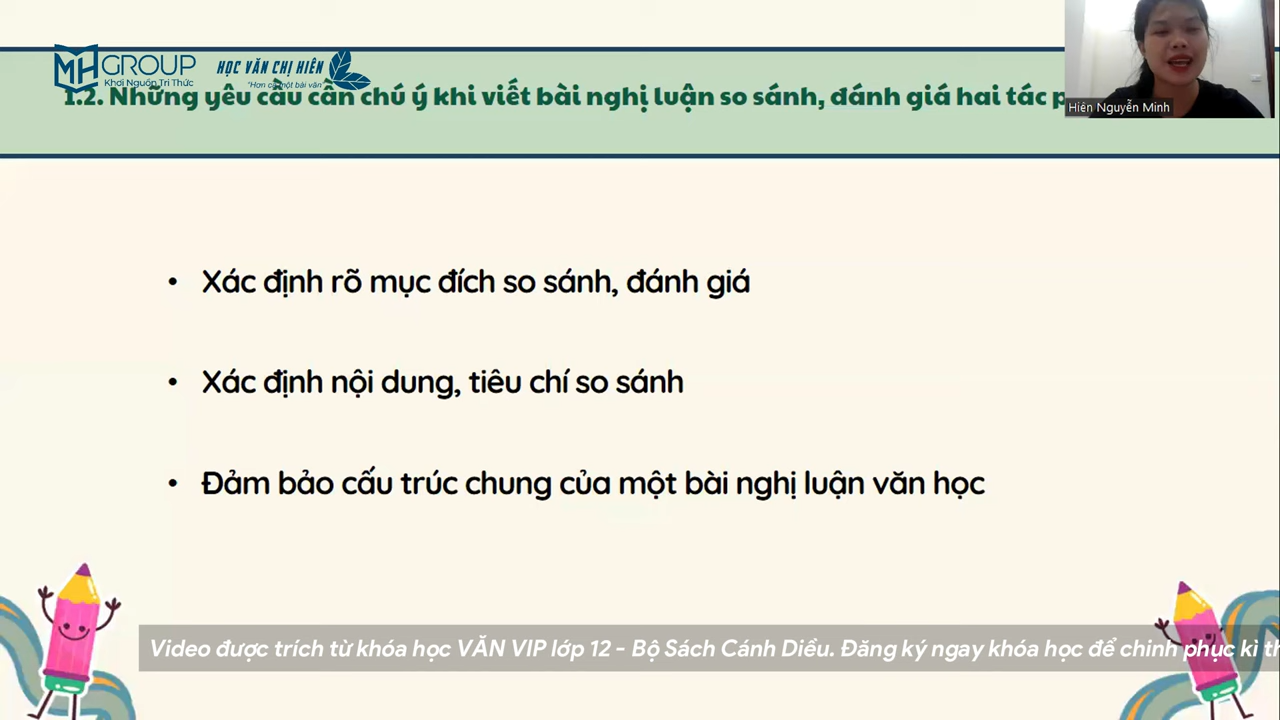 MH GROUP
Khơi Nguồn Tri Thức
HỌC VĂN CHỊ HIÊN
"Hơn cả một bài văn"
1.2. Những yêu cầu cần chú ý khi viết bài nghị luận so sánh, đánh giá hai tác
Hiên Nguyễn Minh
• Xác định rõ mục đích so sánh, đánh giá
• Xác định nội dung, tiêu chí so sánh
• Đảm bảo cấu trúc chung của một bài nghị luận văn học
Video được trích từ khóa học VĂN VIP lớp 12 - Bộ Sách Cánh Diều. Đăng ký ngay khóa học để chinh phục kì